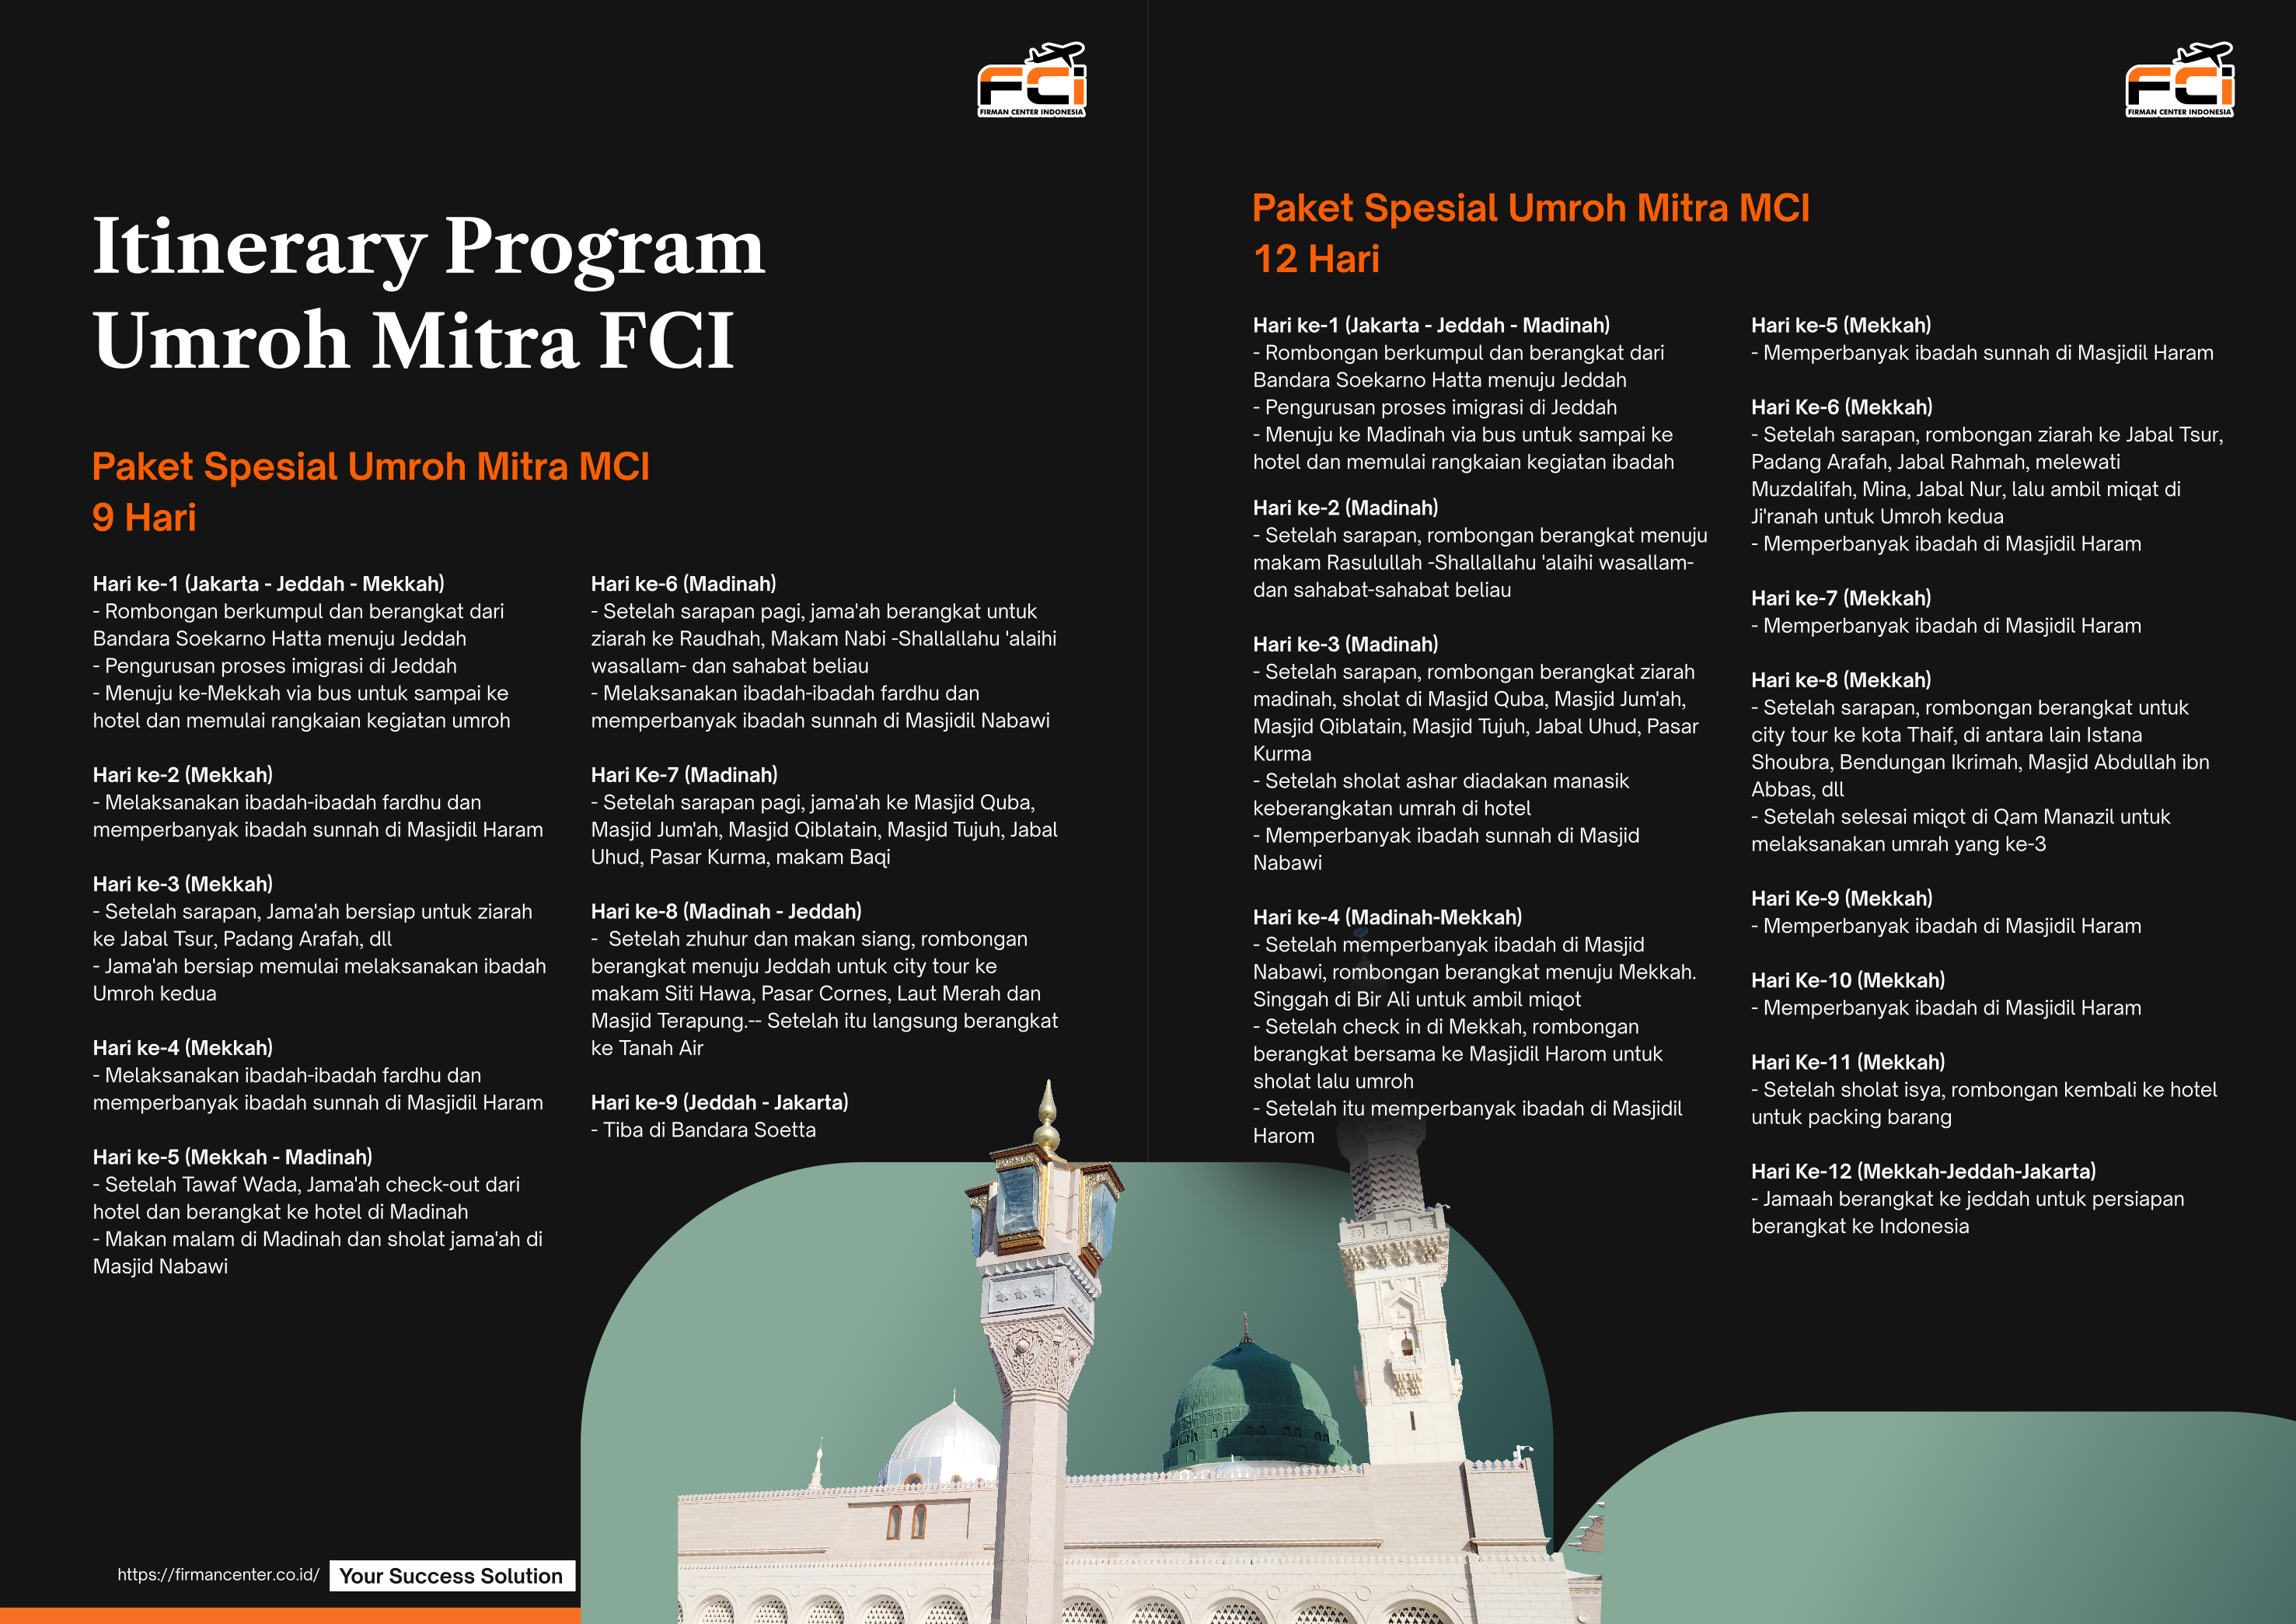 FCi
FIRMAN CENTER INDONESIA
Itinerary Program
Umroh Mitra FCI
Paket Spesial Umroh Mitra MCI
9 Hari
Hari ke-1 (Jakarta - Jeddah - Mekkah)
- Rombongan berkumpul dan berangkat dari
Bandara Soekarno Hatta menuju Jeddah
- Pengurusan proses imigrasi di Jeddah
- Menuju ke-Mekkah via bus untuk sampai ke
hotel dan memulai rangkaian kegiatan umroh
Hari ke-2 (Mekkah)
- Melaksanakan ibadah-ibadah fardhu dan
memperbanyak ibadah sunnah di Masjidil Haram
Hari ke-3 (Mekkah)
- Setelah sarapan, Jama'ah bersiap untuk ziarah
ke Jabal Tsur, Padang Arafah, dll
- Jama'ah bersiap memulai melaksanakan ibadah
Umroh kedua
Hari ke-4 (Mekkah)
- Melaksanakan ibadah-ibadah fardhu dan
memperbanyak ibadah sunnah di Masjidil Haram
Hari ke-5 (Mekkah - Madinah)
- Setelah Tawaf Wada, Jama'ah check-out dari
hotel dan berangkat ke hotel di Madinah
- Makan malam di Madinah dan sholat jama'ah di
Masjid Nabawi
Hari ke-6 (Madinah)
- Setelah sarapan pagi, jama'ah berangkat untuk
ziarah ke Raudhah, Makam Nabi -Shallallahu 'alaihi
wasallam- dan sahabat beliau
- Melaksanakan ibadah-ibadah fardhu dan
memperbanyak ibadah sunnah di Masjidil Nabawi
Hari Ke-7 (Madinah)
- Setelah sarapan pagi, jama'ah ke Masjid Quba,
Masjid Jum'ah, Masjid Qiblatain, Masjid Tujuh, Jabal
Uhud, Pasar Kurma, makam Baqi
Hari ke-8 (Madinah - Jeddah)
-  Setelah zhuhur dan makan siang, rombongan
berangkat menuju Jeddah untuk city tour ke
makam Siti Hawa, Pasar Cornes, Laut Merah dan
Masjid Terapung.-- Setelah itu langsung berangkat
ke Tanah Air
Hari ke-9 (Jeddah - Jakarta)
- Tiba di Bandara Soetta
https://firmancenter.co.id/
Your Success Solution
FCi
FIRMAN CENTER INDONESIA
Paket Spesial Umroh Mitra MCI
12 Hari
Hari ke-1 (Jakarta - Jeddah - Madinah)
- Rombongan berkumpul dan berangkat dari
Bandara Soekarno Hatta menuju Jeddah
- Pengurusan proses imigrasi di Jeddah
- Menuju ke Madinah via bus untuk sampai ke
hotel dan memulai rangkaian kegiatan ibadah
Hari ke-2 (Madinah)
- Setelah sarapan, rombongan berangkat menuju
makam Rasulullah -Shallallahu 'alaihi wasallam-
dan sahabat-sahabat beliau
Hari ke-3 (Madinah)
- Setelah sarapan, rombongan berangkat ziarah
madinah, sholat di Masjid Quba, Masjid Jum'ah,
Masjid Qiblatain, Masjid Tujuh, Jabal Uhud, Pasar
Kurma
- Setelah sholat ashar diadakan manasik
keberangkatan umrah di hotel
- Memperbanyak ibadah sunnah di Masjid
Nabawi
Hari ke-4 (Madinah-Mekkah)
- Setelah memperbanyak ibadah di Masjid
Nabawi, rombongan berangkat menuju Mekkah.
Singgah di Bir Ali untuk ambil miqot
- Setelah check in di Mekkah, rombongan
berangkat bersama ke Masjidil Harom untuk
sholat lalu umroh
- Setelah itu memperbanyak ibadah di Masjidil
Harom
Hari ke-5 (Mekkah)
- Memperbanyak ibadah sunnah di Masjidil Haram
Hari Ke-6 (Mekkah)
- Setelah sarapan, rombongan ziarah ke Jabal Tsur,
Padang Arafah, Jabal Rahmah, melewati
Muzdalifah, Mina, Jabal Nur, lalu ambil miqat di
Ji'ranah untuk Umroh kedua
- Memperbanyak ibadah di Masjidil Haram
Hari ke-7 (Mekkah)
- Memperbanyak ibadah di Masjidil Haram
Hari ke-8 (Mekkah)
- Setelah sarapan, rombongan berangkat untuk
city tour ke kota Thaif, di antara lain Istana
Shoubra, Bendungan Ikrimah, Masjid Abdullah ibn
Abbas, dll
- Setelah selesai miqot di Qam Manazil untuk
melaksanakan umrah yang ke-3
Hari Ke-9 (Mekkah)
- Memperbanyak ibadah di Masjidil Haram
Hari Ke-10 (Mekkah)
- Memperbanyak ibadah di Masjidil Haram
Hari Ke-11 (Mekkah)
- Setelah sholat isya, rombongan kembali ke hotel
untuk packing barang
Hari Ke-12 (Mekkah-Jeddah-Jakarta)
- Jamaah berangkat ke jeddah untuk persiapan
berangkat ke Indonesia